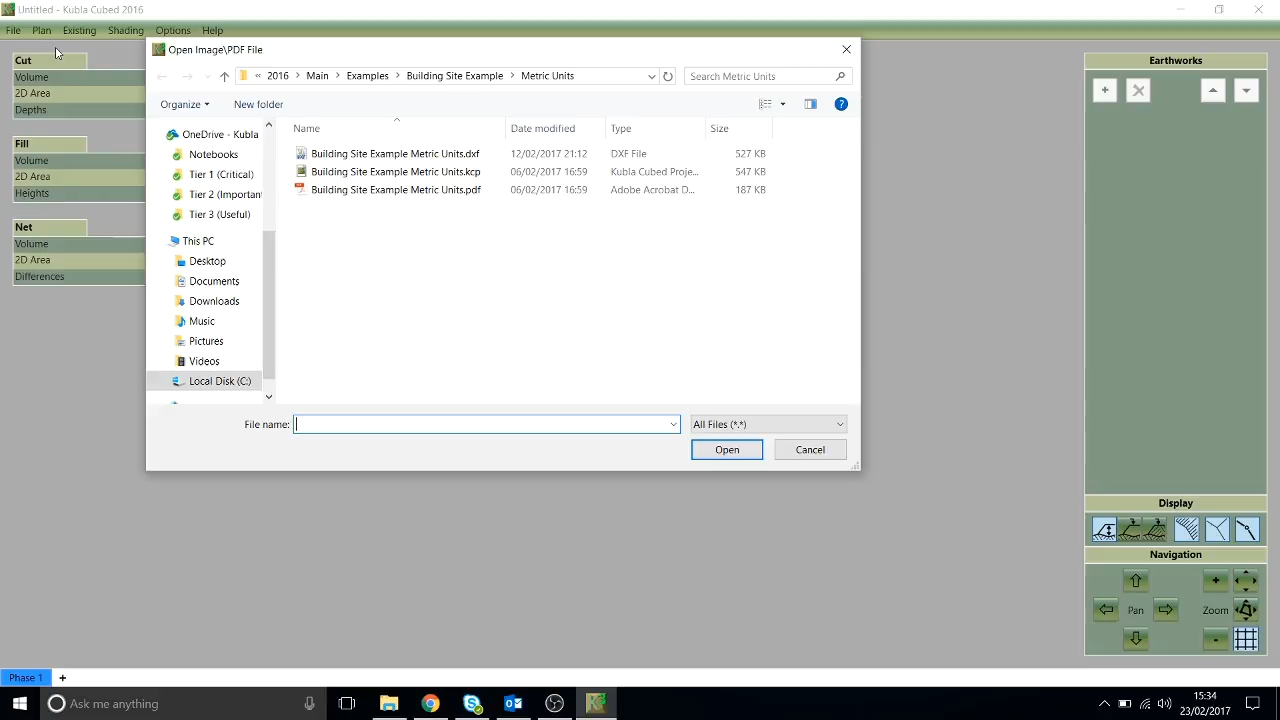 Untitled - Kubla Cubed 2016
File Plan Existing Shading Options Help
Cut
Volume
2D Area
Depths
Fill
Volume
2D Area
Heights
Net
Volume
2D Area
Differences
Open Image\PDF File
« 2016 Main Examples Building Site Example Metric Units
Search Metric Units
Organize New folder
OneDrive - Kubla
Notebooks
Tier 1 (Critical)
Tier 2 (Important
Tier 3 (Useful)
This PC
Desktop
Documents
Downloads
Music
Pictures
Videos
Local Disk (C:)
Name Date modified Type Size
Building Site Example Metric Units.dxf 12/02/2017 21:12 DXF File 527 KB
Building Site Example Metric Units.kcp 06/02/2017 16:59 Kubla Cubed Proje... 547 KB
Building Site Example Metric Units.pdf 06/02/2017 16:59 Adobe Acrobat D... 187 KB
File name: All Files (*.*)
Open Cancel
Earthworks
Display
Navigation
Pan Zoom
Phase 1 +
Ask me anything
15:34
23/02/2017